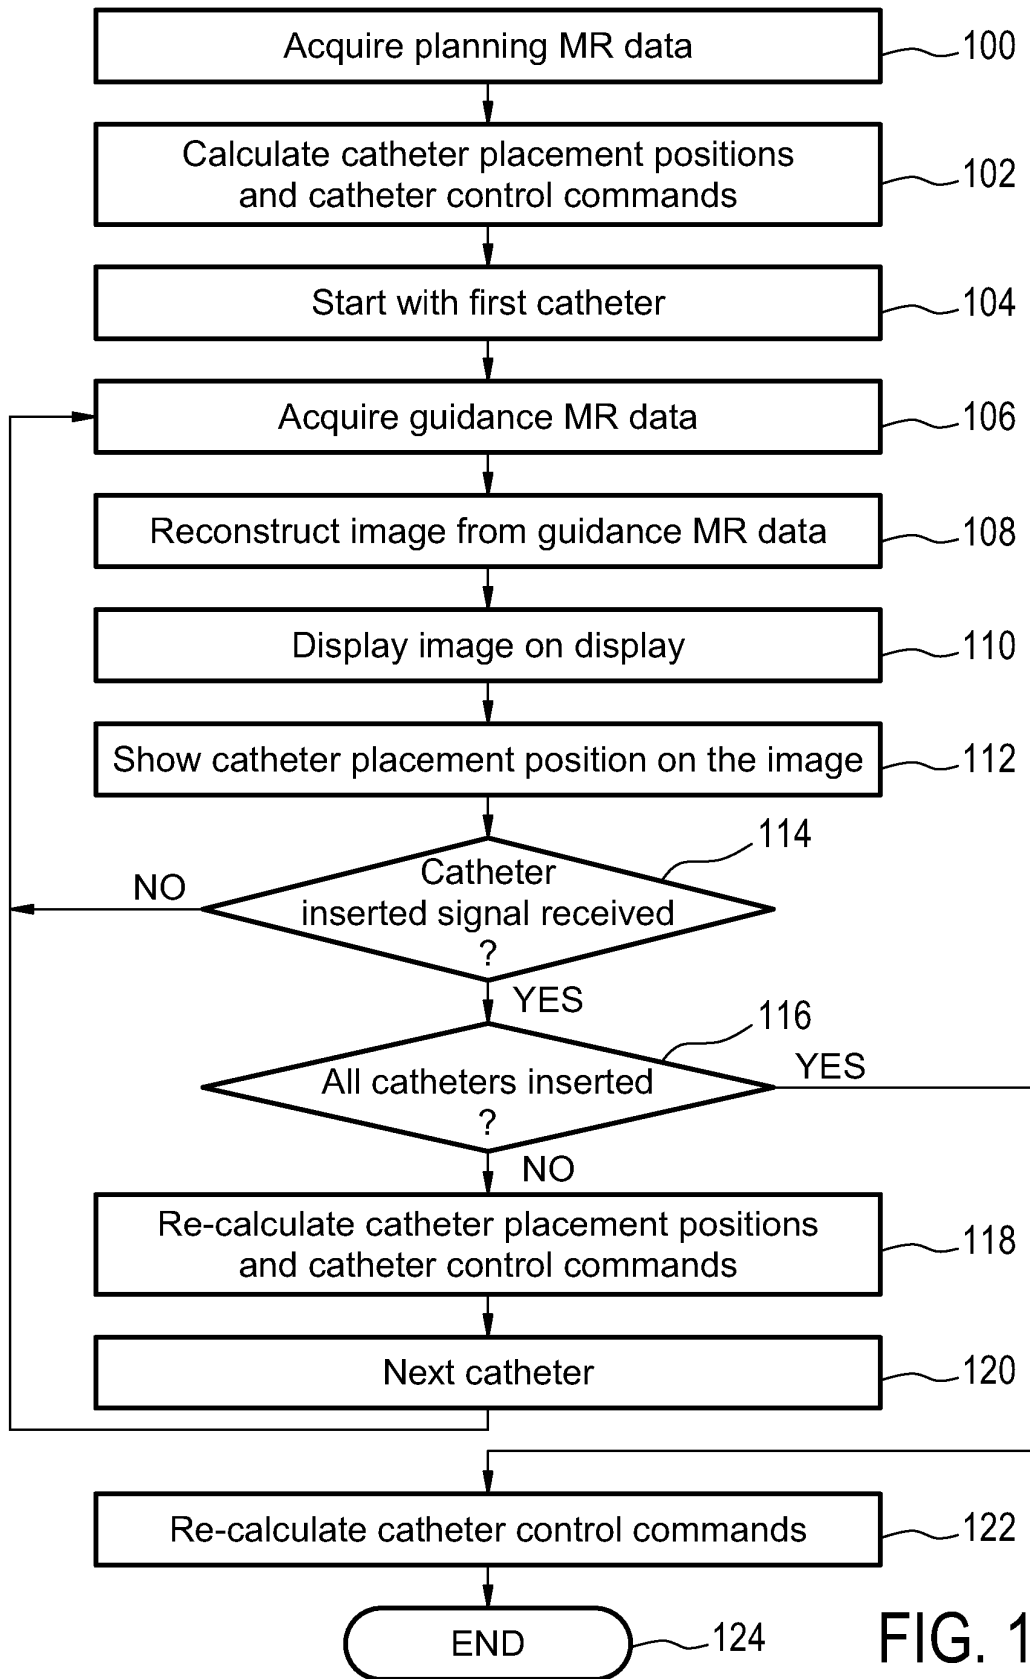 Acquire planning MR data
100
Calculate catheter placement positions
and catheter control commands
102
Start with first catheter
104
Acquire guidance MR data
106
Reconstruct image from guidance MR data
108
Display image on display
110
Show catheter placement position on the image
112
114
Catheter
inserted signal received
?
NO
YES
116
All catheters inserted
?
YES
NO
Re-calculate catheter placement positions
and catheter control commands
118
Next catheter
120
Re-calculate catheter control commands
122
END
124
FIG. 1